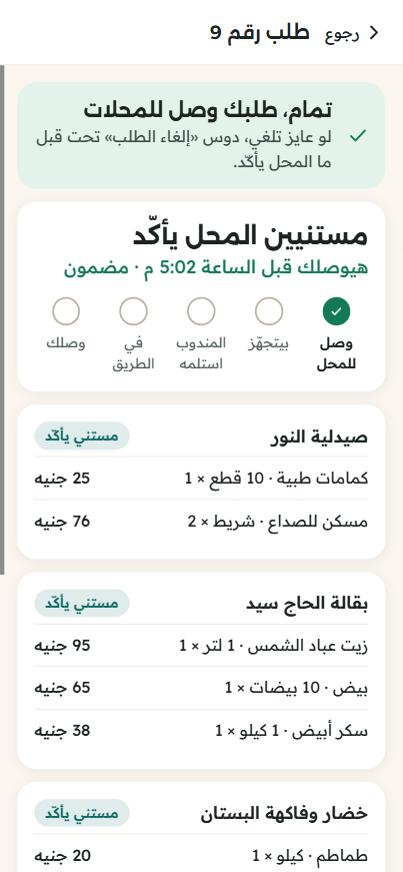 رجوع طلب رقم 9
تمام، طلبك وصل للمحلات
لو عايز تلغي، دوس «إلغاء الطلب» تحت قبل
ما المحل يأكّد.
مستنيين المحل يأكّد
هيوصلك قبل الساعة 5:02 م · مضمون
وصل للمحل
بيتجهّز
المندوب استلمه
في الطريق
وصلك
صيدلية النور مستني يأكّد
كمامات طبية · 10 قطع × 1 25 جنيه
مسكن للصداع · شريط × 2 76 جنيه
بقالة الحاج سيد مستني يأكّد
زيت عباد الشمس · 1 لتر × 1 95 جنيه
بيض · 10 بيضات × 1 65 جنيه
سكر أبيض · 1 كيلو × 1 38 جنيه
خضار وفاكهة البستان مستني يأكّد
طماطم · كيلو × 1 20 جنيه